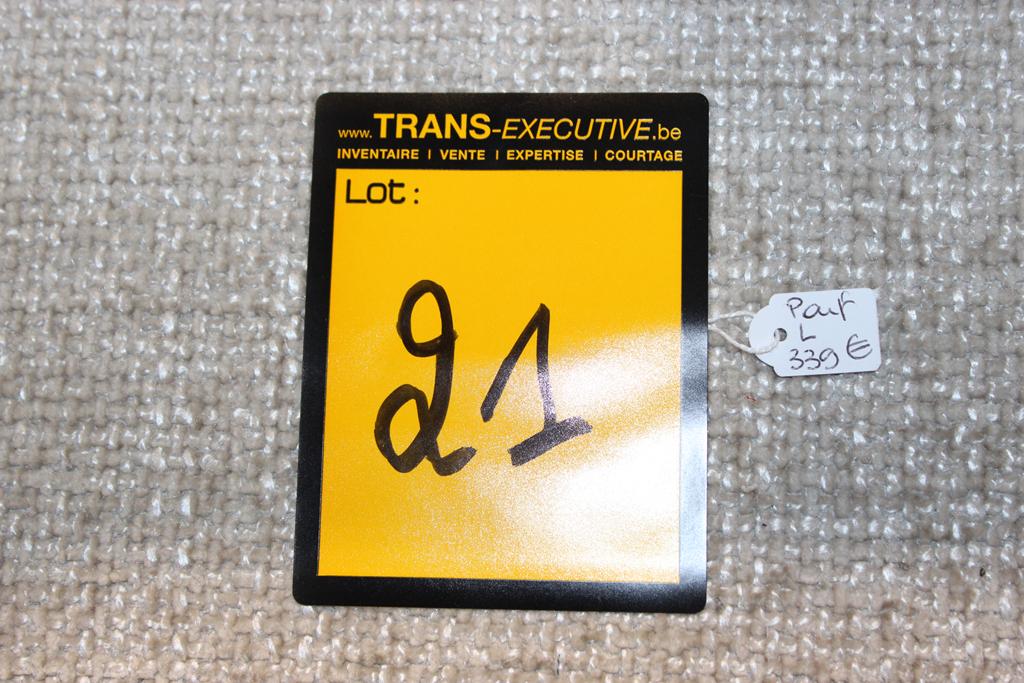 www.TRANS-EXECUTIVE.be
INVENTAIRE | VENTE | EXPERTISE | COURTAGE
Lot :
21
Pouf
L
339 €